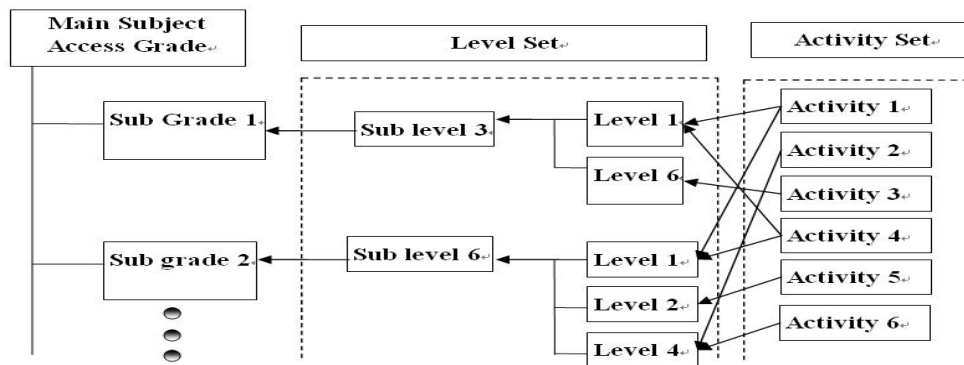 Main Subject
Access Grade
Level Set
Activity Set
Sub Grade 1
Sub level 3
Level 1
Level 6
Activity 1
Activity 2
Activity 3
Activity 4
Sub grade 2
Sub level 6
Level 1
Level 2
Level 4
Activity 5
Activity 6